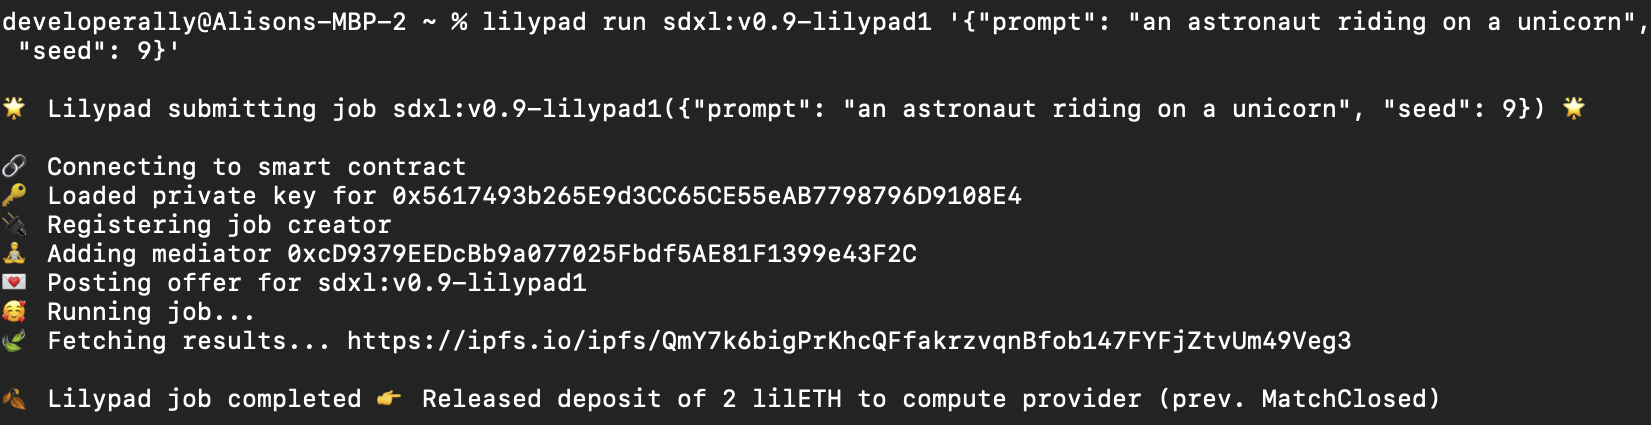 developerally@Alisons-MBP-2 ~ % lilypad run sdxl:v0.9-lilypad1 '{"prompt": "an astronaut riding on a unicorn",
"seed": 9}'
🌟 Lilypad submitting job sdxl:v0.9-lilypad1({"prompt": "an astronaut riding on a unicorn", "seed": 9}) 🌟
🔗 Connecting to smart contract
🔑 Loaded private key for 0x5617493b265E9d3CC65CE55eAB7798796D9108E4
🔌 Registering job creator
🧘 Adding mediator 0xcD9379EEDcBb9a077025Fbdf5AE81F1399e43F2C
💌 Posting offer for sdxl:v0.9-lilypad1
🥰 Running job...
🍃 Fetching results... https://ipfs.io/ipfs/QmY7k6bigPrKhcQFfakrzvqnBfob147FYFjZtvUm49Veg3
🍂 Lilypad job completed 👉 Released deposit of 2 lilETH to compute provider (prev. MatchClosed)